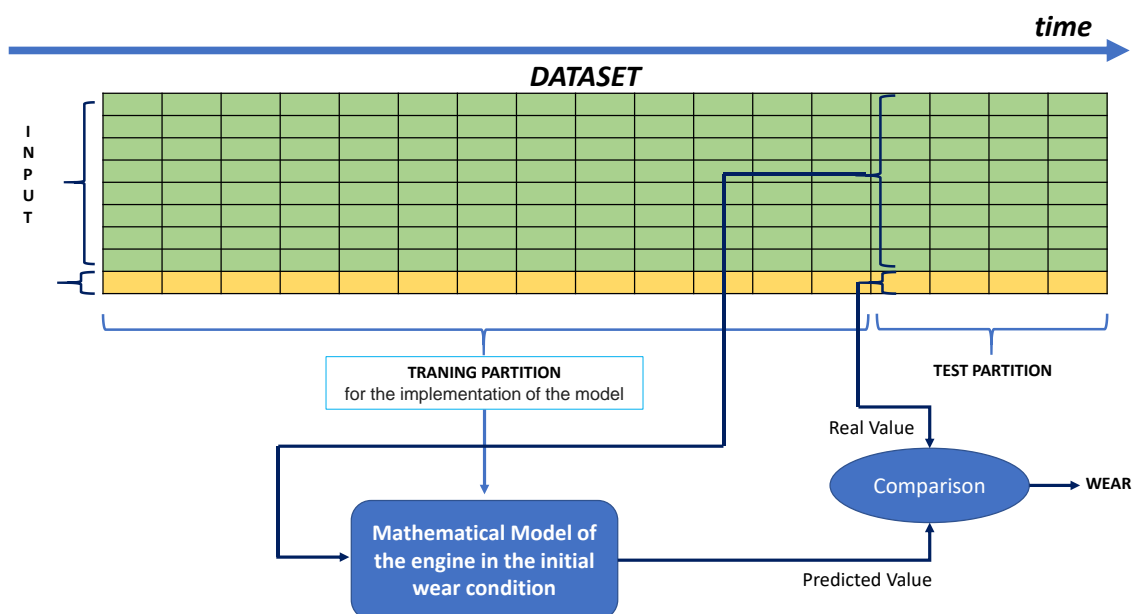 time
DATASET
INPUT
TRANING PARTITION
for the implementation of the model
TEST PARTITION
Real Value
Comparison
WEAR
Mathematical Model of
the engine in the initial
wear condition
Predicted Value